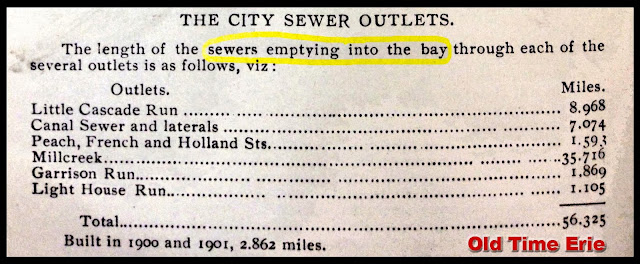 THE CITY SEWER OUTLETS.
The length of the sewers emptying into the bay through each of the
several outlets is as follows, viz:
Outlets. Miles.
Little Cascade Run ........ 8.968
Canal Sewer and laterals ........ 7.074
Peach, French and Holland Sts. ........ 1.593
Millcreek ........ 35.716
Garrison Run ........ 1.869
Light House Run ........ 1.105
Total ........ 56.325
Built in 1900 and 1901, 2.862 miles.
Old Time Erie